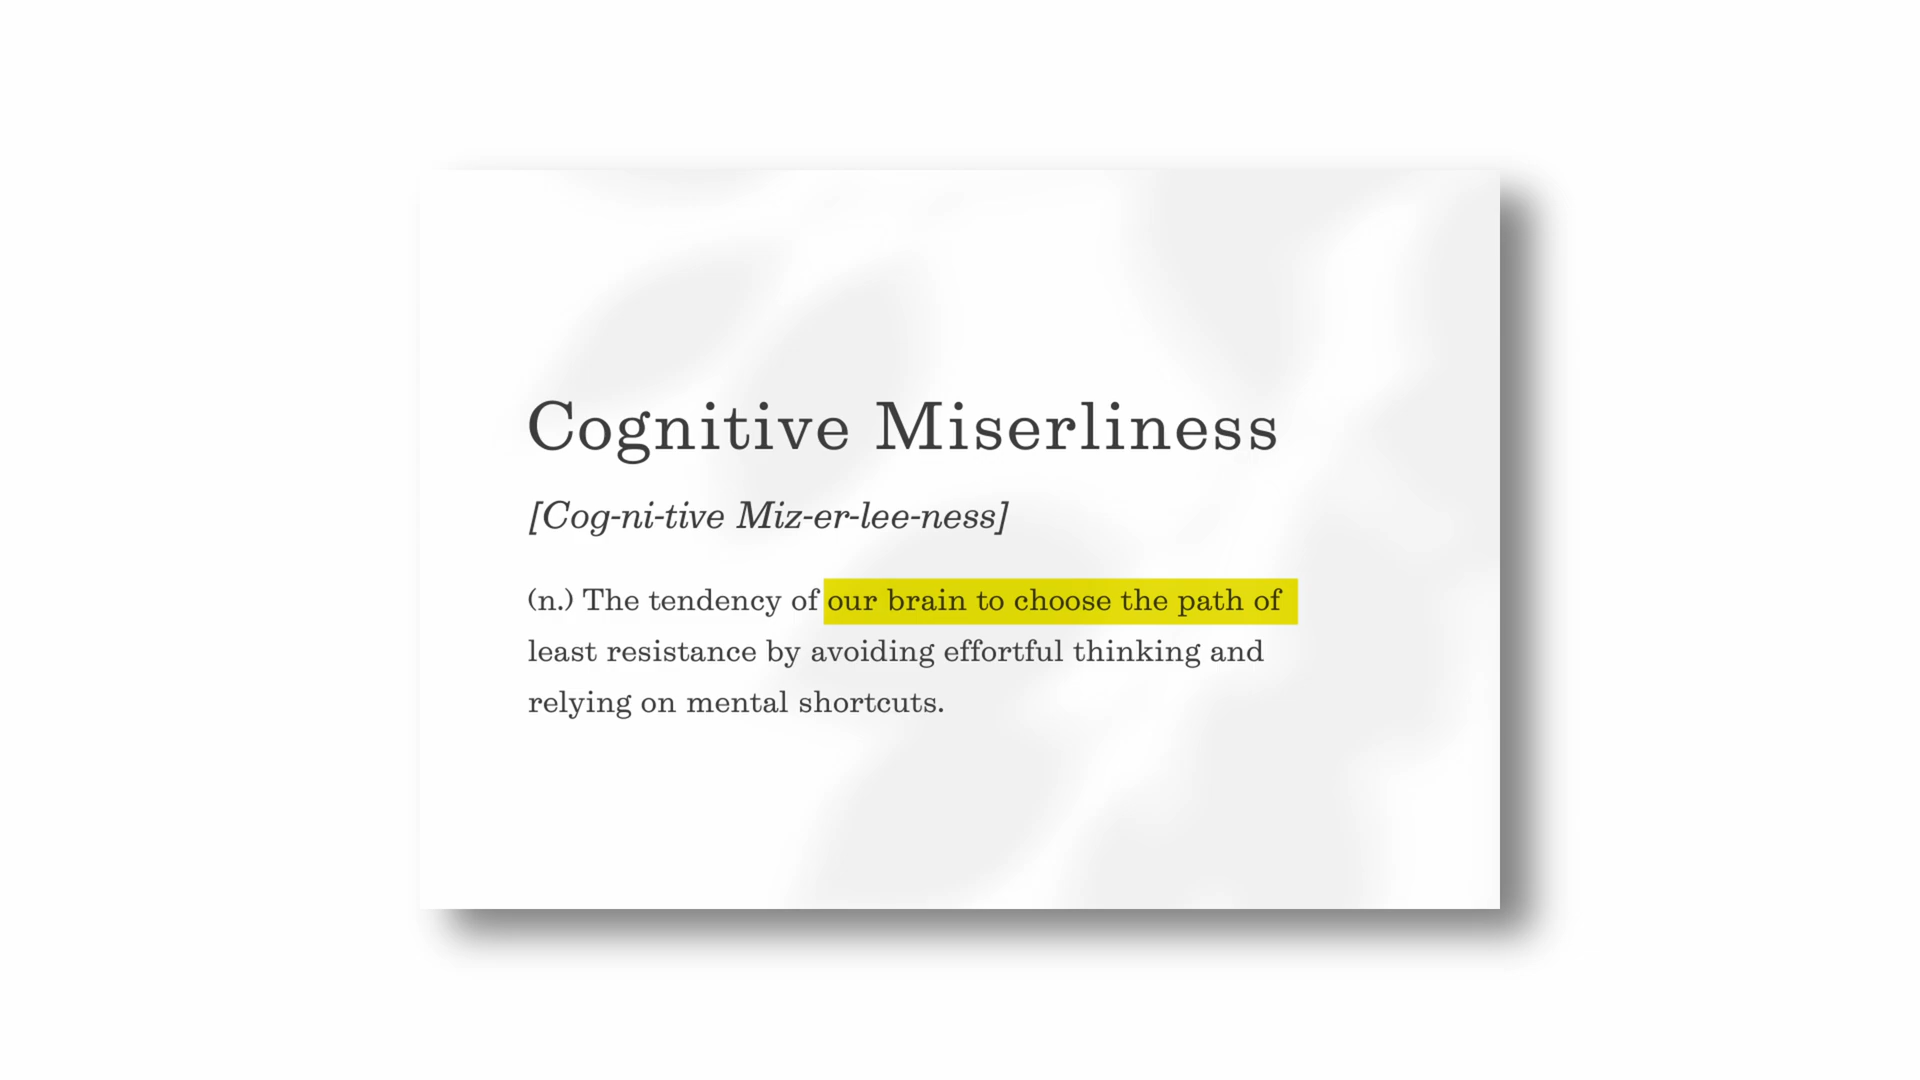 Cognitive Miserliness
[Cog-ni-tive Miz-er-lee-ness]
(n.) The tendency of our brain to choose the path of
least resistance by avoiding effortful thinking and
relying on mental shortcuts.